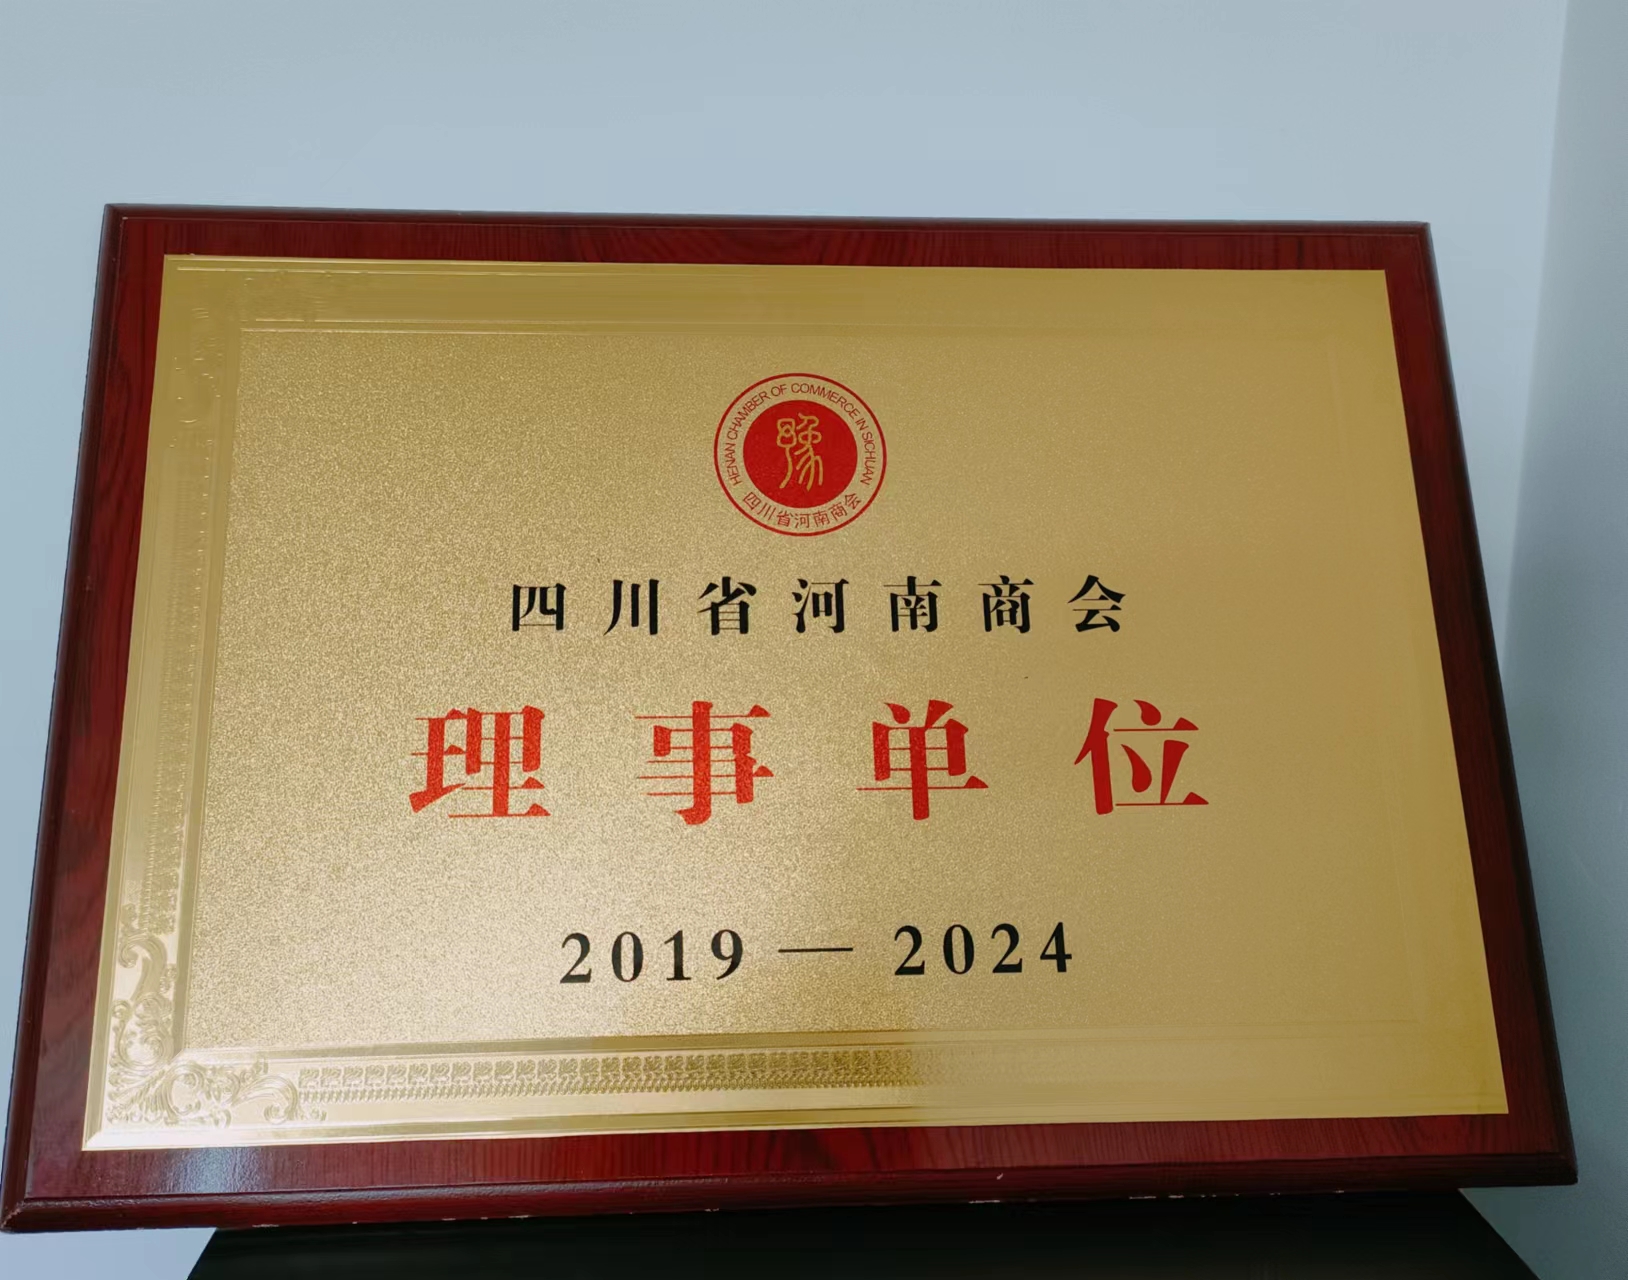 HENAN CHAMBER OF COMMERCE IN SICHUAN
豫
四川省河南商会
四川省河南商会
理事单位
2019—2024